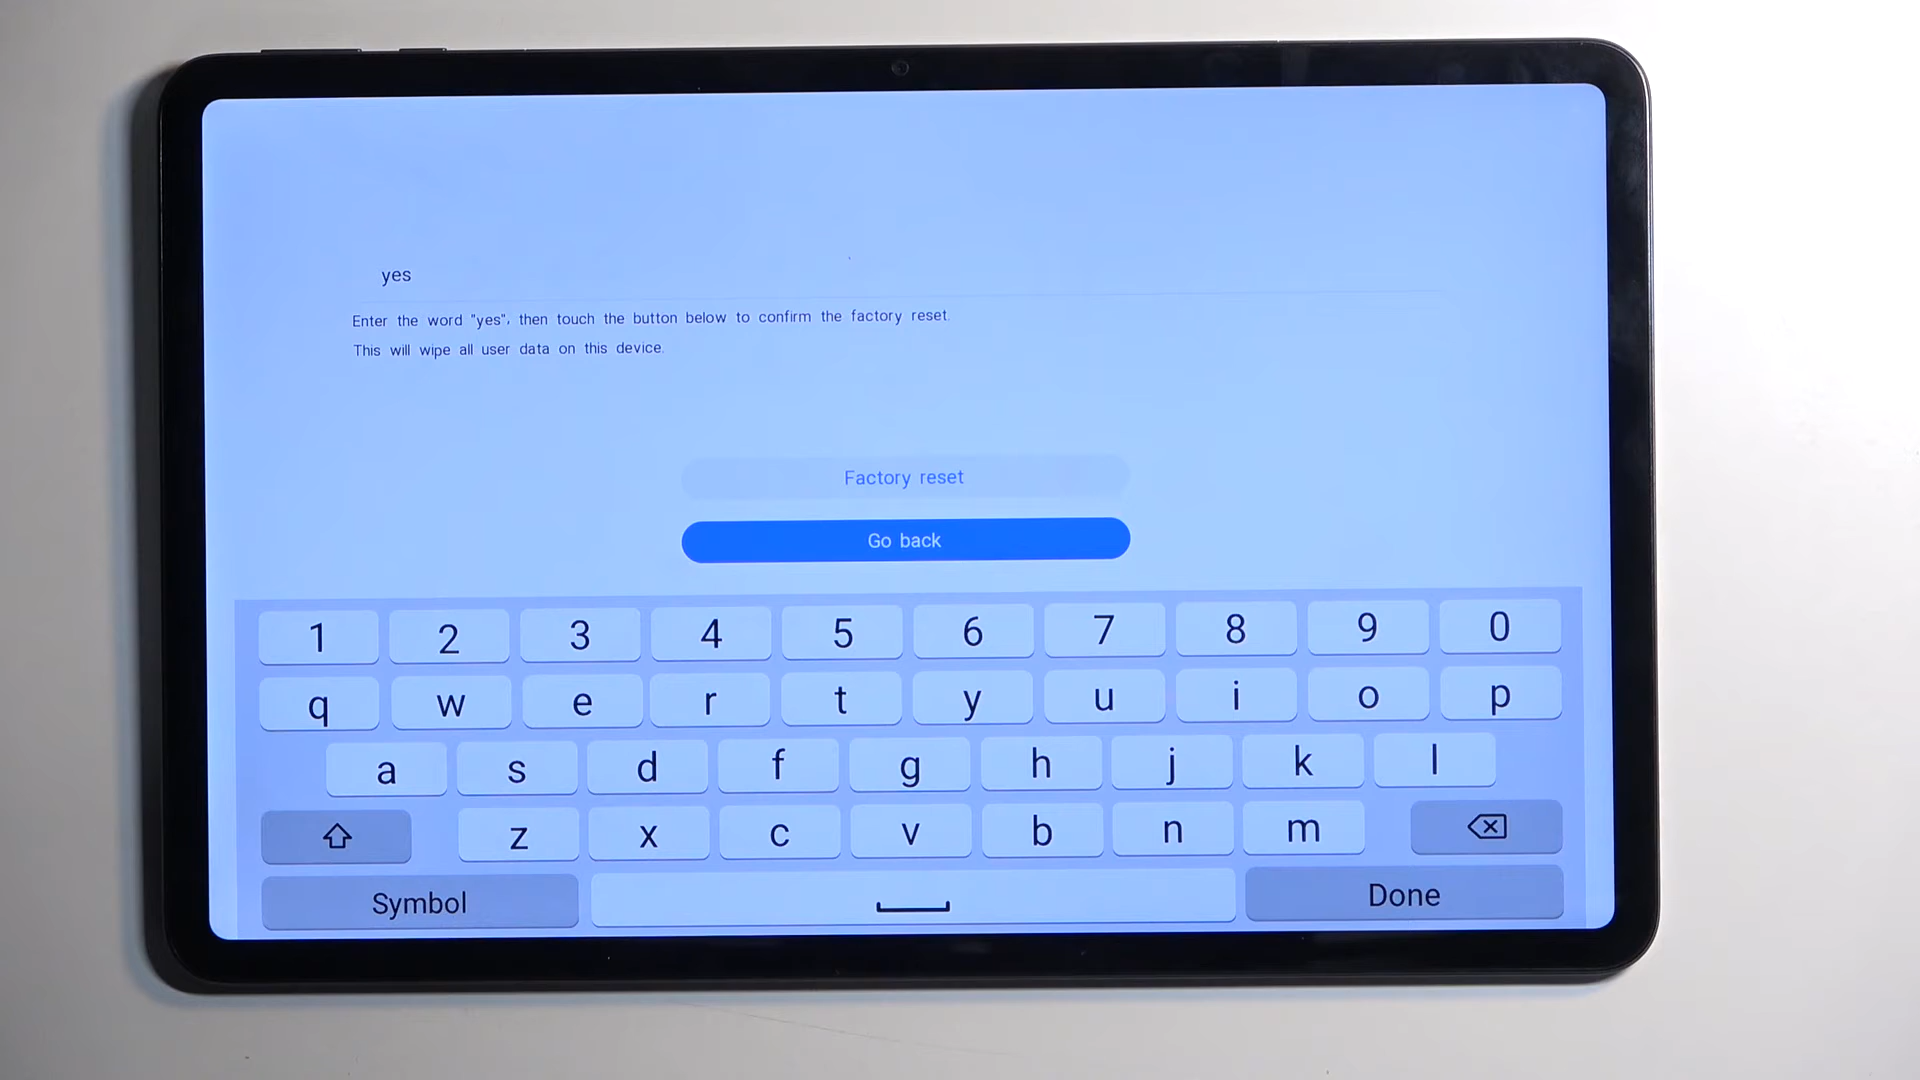 yes
Enter the word "yes", then touch the button below to confirm the factory reset.
This will wipe all user data on this device.
Factory reset
Go back
1 2 3 4 5 6 7 8 9 0
q w e r t y u i o p
a s d f g h j k l
z x c v b n m
Symbol Done